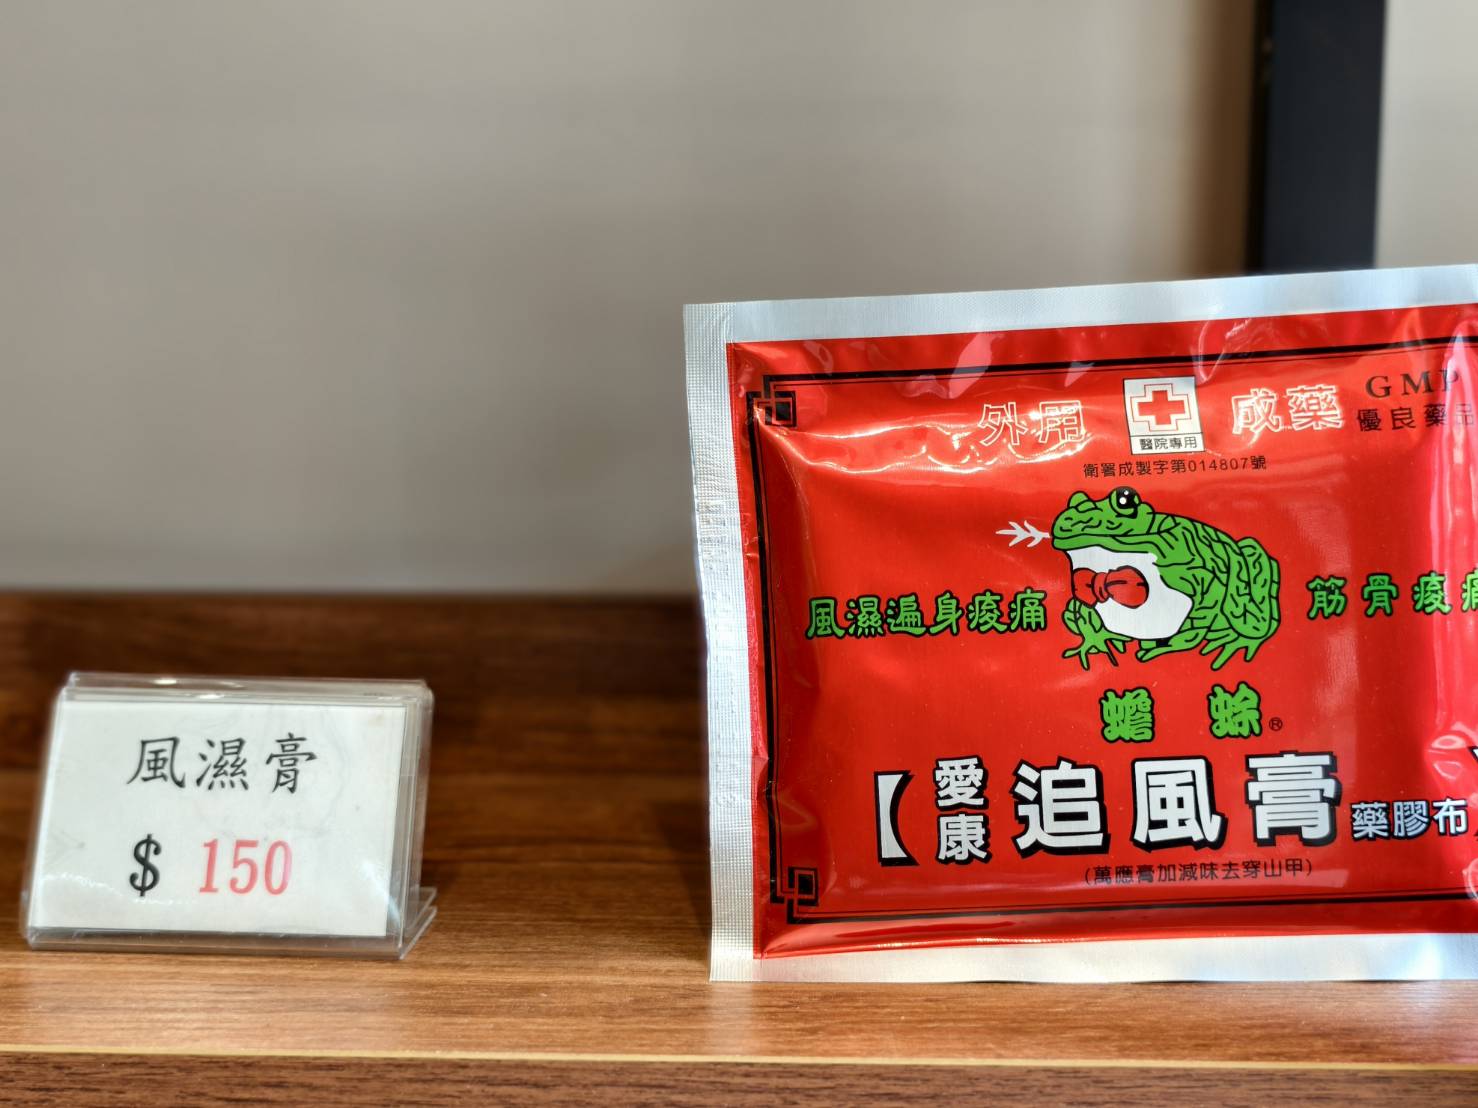 風濕膏
$ 150
外用
醫院專用
成藥
GMP
優良藥品
衛署成製字第014807號
風濕遍身痠痛
筋骨痠痛
蟾蜍®
【愛康追風膏藥膠布】
(萬應膏加減味去穿山甲)